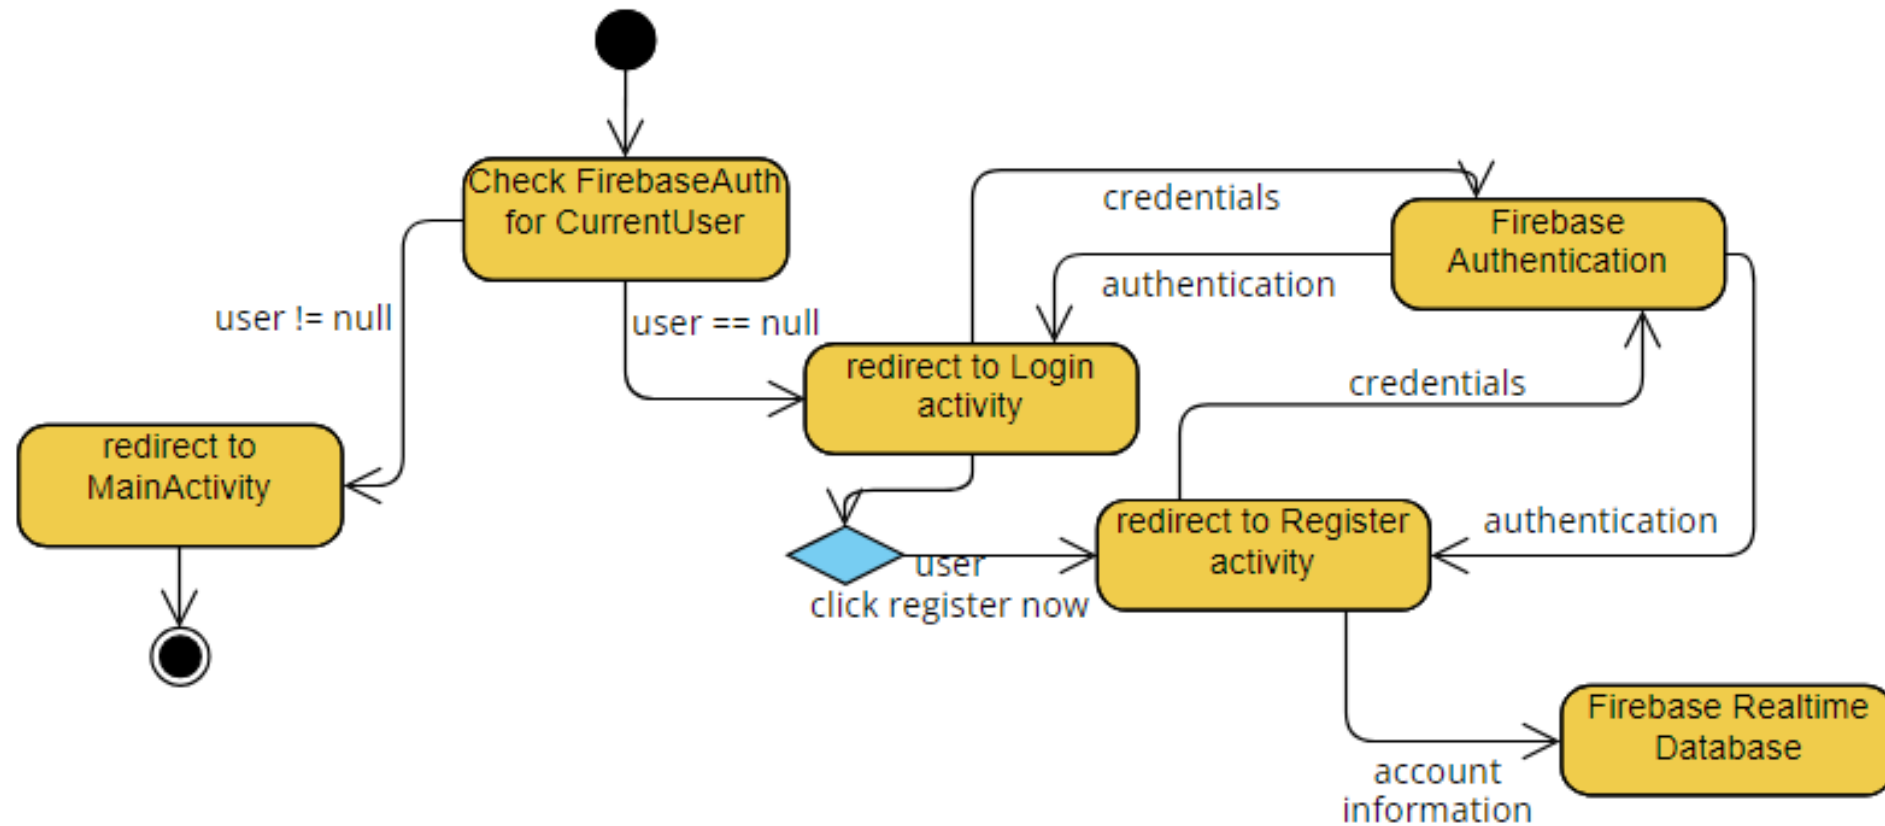 Check FirebaseAuth
for CurrentUser
credentials
Firebase
Authentication
authentication
user != null
user == null
redirect to Login
activity
credentials
redirect to
MainActivity
redirect to Register
activity
authentication
user
click register now
Firebase Realtime
Database
account
information